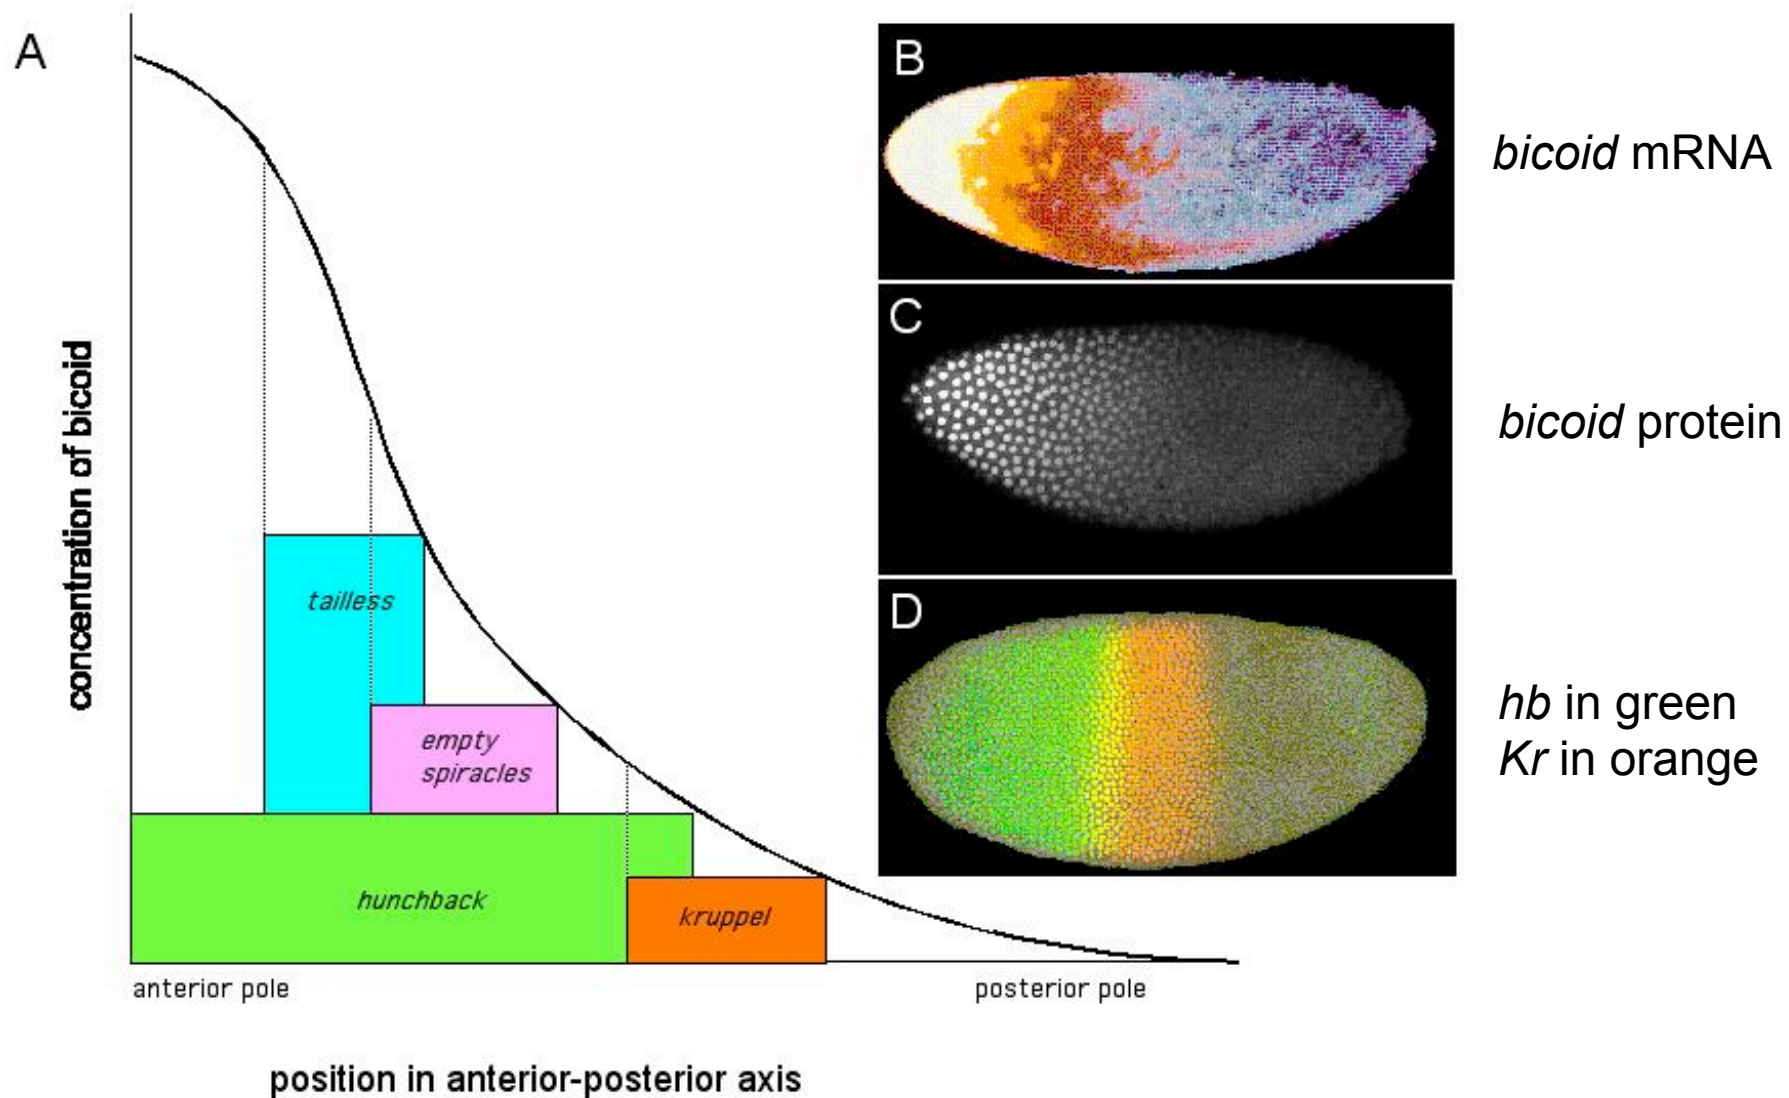 A
concentration of bicoid
tailless
empty
spiracles
hunchback
kruppel
anterior pole
posterior pole
position in anterior-posterior axis
B
bicoid mRNA
C
bicoid protein
D
hb in green
Kr in orange